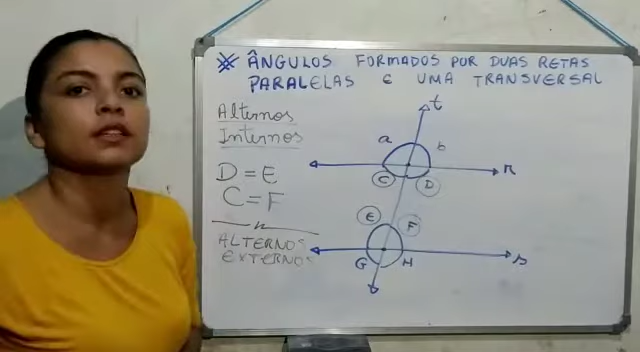 * ÂNGULOS FORMADOS POR DUAS RETAS
PARALELAS E UMA TRANSVERSAL
Alternos
Internos
D = E
C = F
ALTERNOS
EXTERNOS
t
a b
r
C D
E F
s
G H